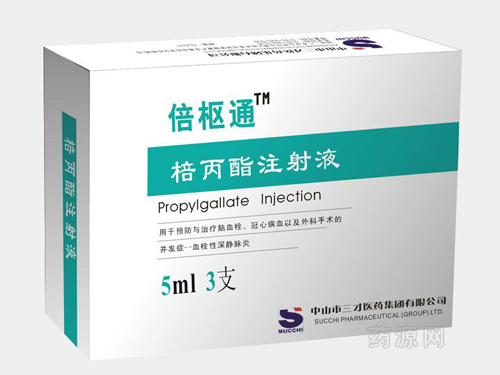 倍枢通™
棓丙酯注射液
Propylgallate Injection
用于预防与治疗脑血栓、冠心病血以及外科手术的
并发症--血栓性深静脉炎
5ml 3支
SUCCHI
中山市三才医药集团有限公司
SUCCHI PHARMACEUTICAL (GROUP) LTD.
棓丙酯注射液
药源网